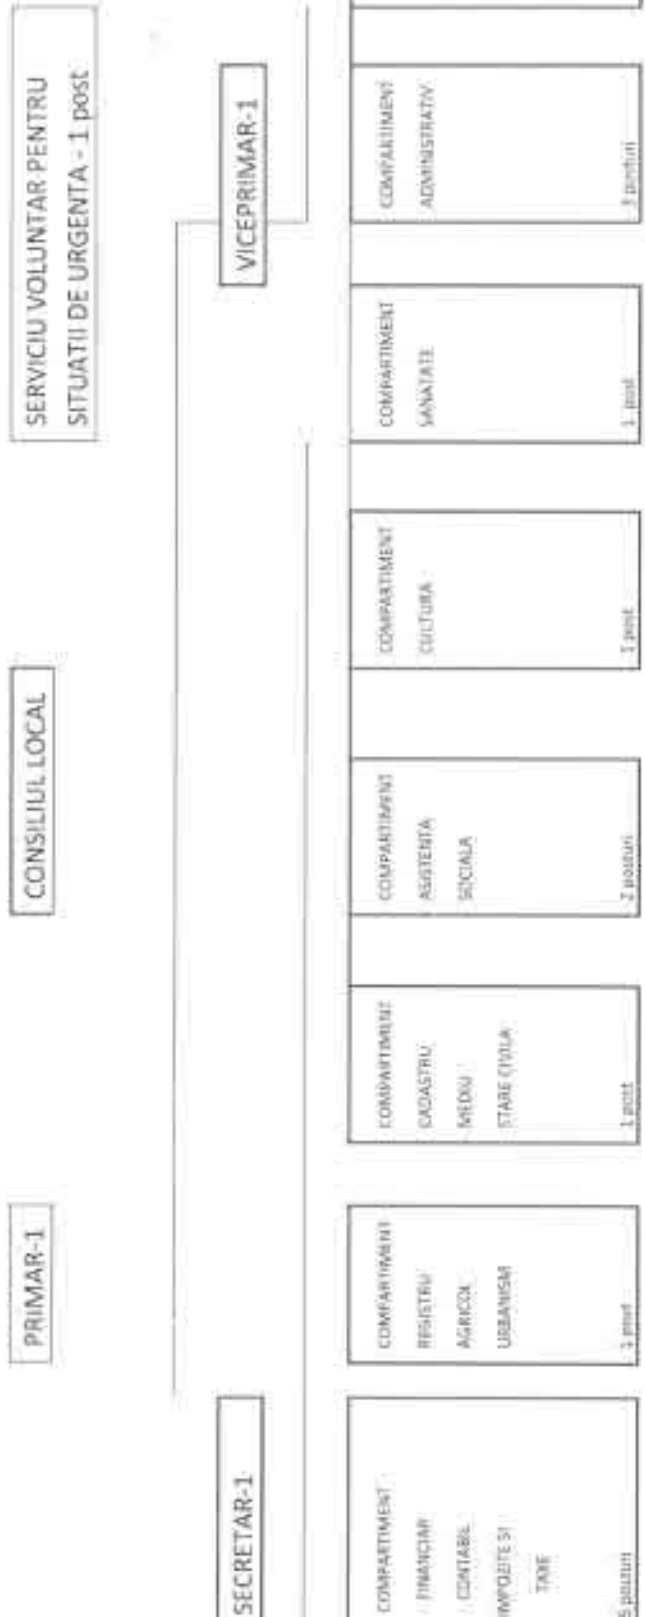 PRIMAR-1
CONSILIUL LOCAL
SERVICIU VOLUNTAR PENTRU
SITUATII DE URGENTA - 1 post
SECRETAR-1
VICEPRIMAR-1
COMPARTIMENT
FINANCIAR
CONTABIL
IMPOZITE SI
TAXE
posturi
COMPARTIMENT
REGISTRU
AGRICOL
URBANISM
1 post
COMPARTIMENT
CADASTRU
MEDIU
STARE CIVILA
1 post
COMPARTIMENT
ASISTENTA
SOCIALA
2 posturi
COMPARTIMENT
CULTURA
1 post
COMPARTIMENT
SANATATE
1 post
COMPARTIMENT
ADMINISTRATIV
3 posturi